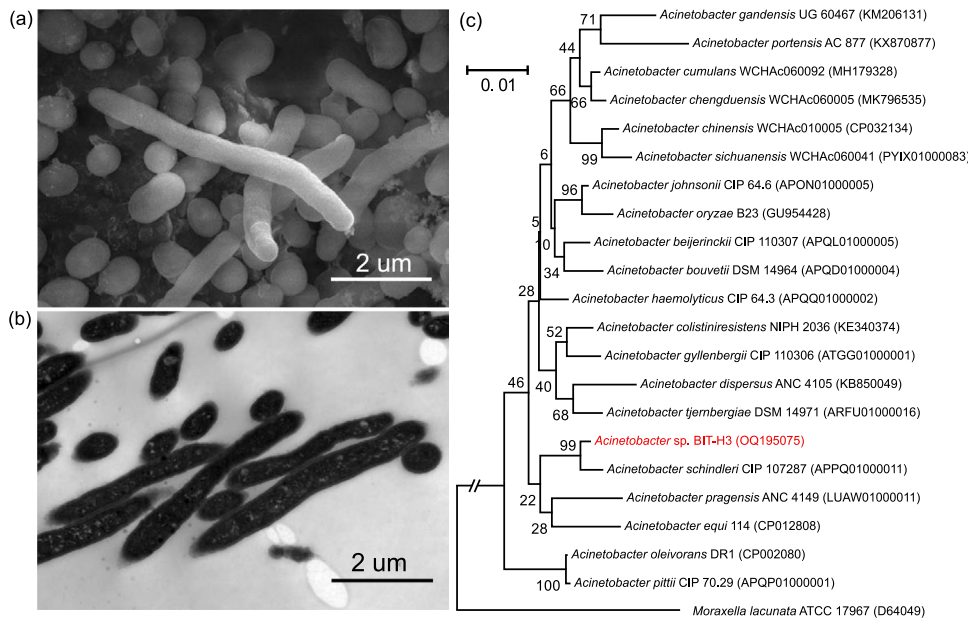 (a)
2 um
(b)
2 um
(c)
0.01
Acinetobacter gandensis UG 60467 (KM206131)
71
Acinetobacter portensis AC 877 (KX870877)
44
Acinetobacter cumulans WCHAc060092 (MH179328)
66
66
Acinetobacter chengduensis WCHAc060005 (MK796535)
Acinetobacter chinensis WCHAc010005 (CP032134)
99
Acinetobacter sichuanensis WCHAc060041 (PYIX01000083)
6
Acinetobacter johnsonii CIP 64.6 (APON01000005)
96
Acinetobacter oryzae B23 (GU954428)
5
10
Acinetobacter beijerinckii CIP 110307 (APQL01000005)
34
Acinetobacter bouvetii DSM 14964 (APQD01000004)
28
Acinetobacter haemolyticus CIP 64.3 (APQQ01000002)
52
Acinetobacter colistiniresistens NIPH 2036 (KE340374)
Acinetobacter gyllenbergii CIP 110306 (ATGG01000001)
46
40
Acinetobacter dispersus ANC 4105 (KB850049)
68
Acinetobacter tjernbergiae DSM 14971 (ARFU01000016)
99
Acinetobacter sp. BIT-H3 (OQ195075)
Acinetobacter schindleri CIP 107287 (APPQ01000011)
22
Acinetobacter pragensis ANC 4149 (LUAW01000011)
28
Acinetobacter equi 114 (CP012808)
Acinetobacter oleivorans DR1 (CP002080)
100
Acinetobacter pittii CIP 70.29 (APQP01000001)
Moraxella lacunata ATCC 17967 (D64049)